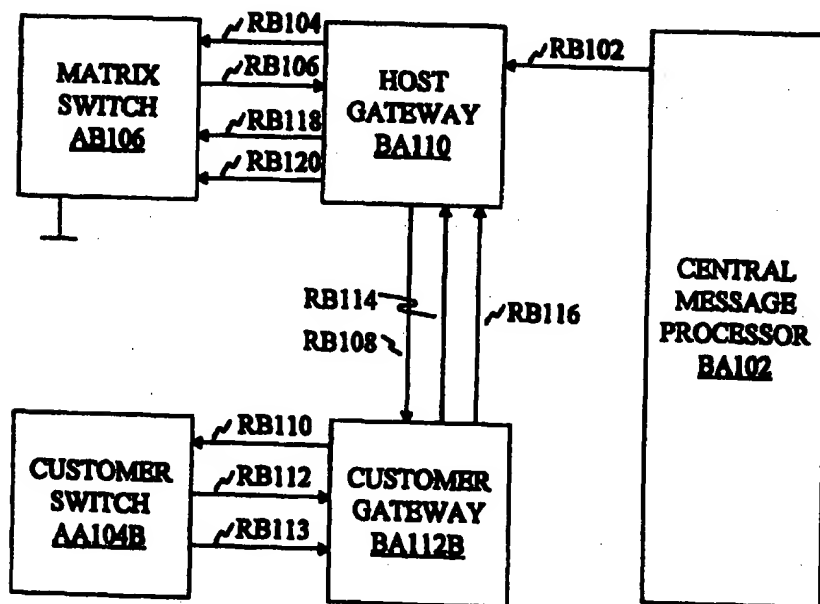 RB104
RB106
RB118
RB120
MATRIX
SWITCH
AB106
HOST
GATEWAY
BA110
RB102
RB114
RB108
RB116
CENTRAL
MESSAGE
PROCESSOR
BA102
RB110
RB112
RB113
CUSTOMER
SWITCH
AA104B
CUSTOMER
GATEWAY
BA112B